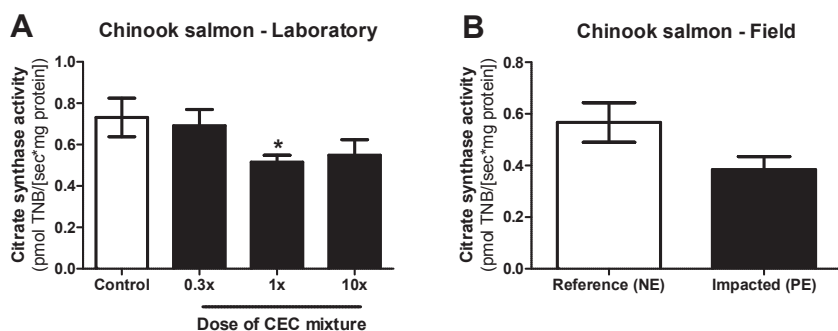 A
Chinook salmon - Laboratory
Citrate synthase activity
(pmol TNB/[sec*mg protein])
1.0
0.8
0.6
0.4
0.2
0.0
*
Control
0.3x
1x
10x
Dose of CEC mixture
B
Chinook salmon - Field
Citrate synthase activity
(pmol TNB/[sec*mg protein])
0.8
0.6
0.4
0.2
0.0
Reference (NE)
Impacted (PE)